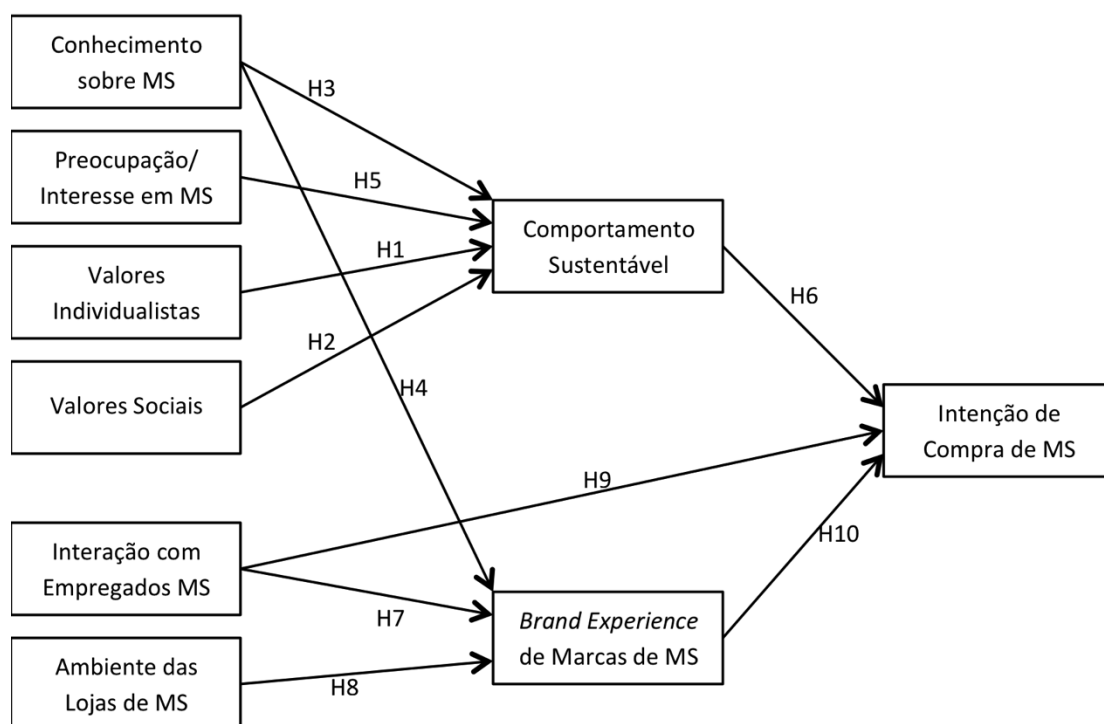 Conhecimento
sobre MS
H3
Preocupação/
Interesse em MS
H5
Comportamento
Sustentável
Valores
Individualistas
H1
H6
H2
Valores Sociais
H4
Intenção de
Compra de MS
H9
Interação com
Empregados MS
H10
H7
Brand Experience
de Marcas de MS
Ambiente das
Lojas de MS
H8